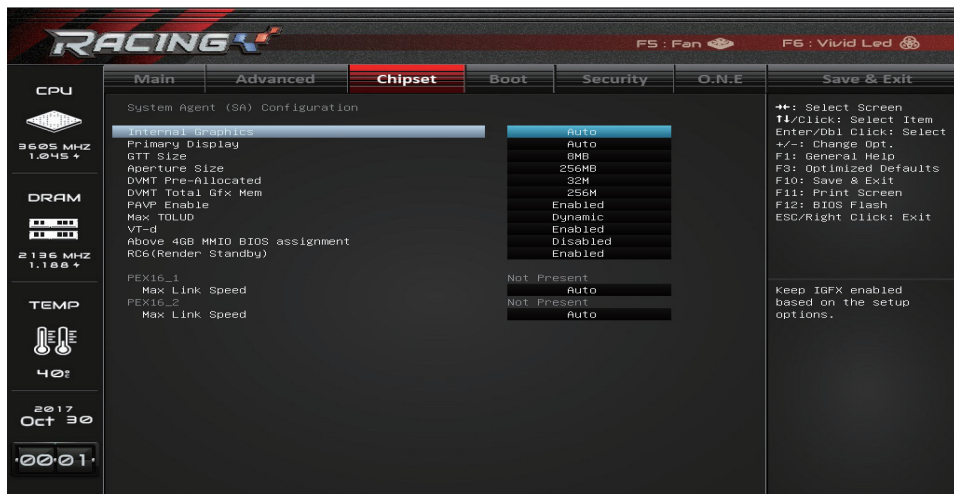 RACING
F5 : Fan
F6 : Vivid Led
Main Advanced Chipset Boot Security O.N.E Save & Exit
CPU
3605 MHZ
1.045 +
DRAM
2136 MHZ
1.188 +
TEMP
40℃
2017
Oct 30
00:01
System Agent (SA) Configuration
Internal Graphics Auto
Primary Display Auto
GTT Size 8MB
Aperture Size 256MB
DVMT Pre-Allocated 32M
DVMT Total Gfx Mem 256M
PAVP Enable Enabled
Max TOLUD Dynamic
VT-d Enabled
Above 4GB MMIO BIOS assignment Disabled
RC6(Render Standby) Enabled
PEX16_1 Not Present
Max Link Speed Auto
PEX16_2 Not Present
Max Link Speed Auto
→←: Select Screen
↑↓/Click: Select Item
Enter/Dbl Click: Select
+/-: Change Opt.
F1: General Help
F3: Optimized Defaults
F10: Save & Exit
F11: Print Screen
F12: BIOS Flash
ESC/Right Click: Exit
Keep IGFX enabled
based on the setup
options.